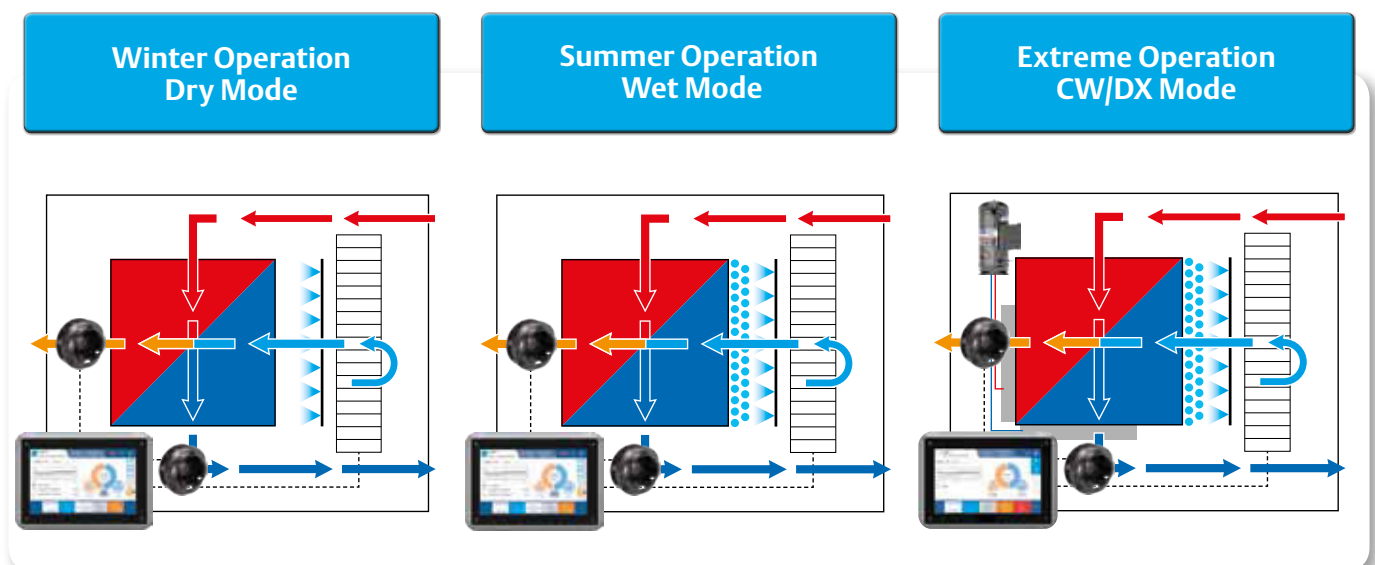 Winter Operation
Dry Mode
Summer Operation
Wet Mode
Extreme Operation
CW/DX Mode